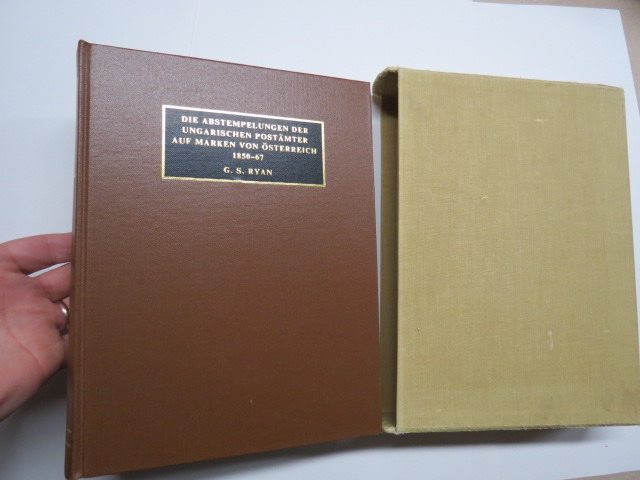 DIE ABSTEMPELUNGEN DER
UNGARISCHEN POSTÄMTER
AUF MARKEN VON ÖSTERREICH
1850–67
G. S. RYAN